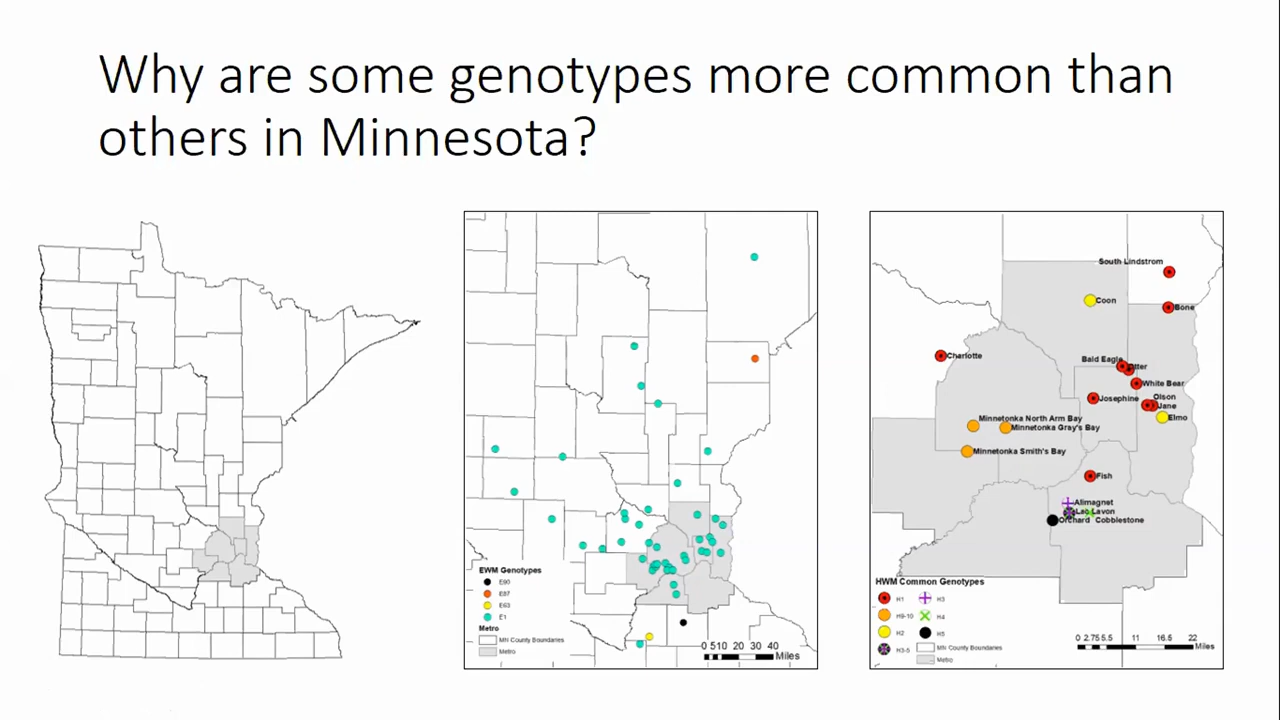 Why are some genotypes more common than
others in Minnesota?
EWM Genotypes
E90
E87
E63
E1
Metro
MN County Boundaries
Metro
0 5 10 20 30 40
Miles
South Lindstrom
Coon
Bone
Charlotte
Bald Eagle
Otter
White Bear
Josephine
Olson
Jane
Elmo
Minnetonka North Arm Bay
Minnetonka Gray's Bay
Minnetonka Smith's Bay
Fish
Alimagnet
Lac Lavon
Orchard Cobblestone
HWM Common Genotypes
H1 H3
H9-10 H4
H2 H5
H3-5 MN County Boundaries
Metro
0 2.75 5.5 11 16.5 22
Miles